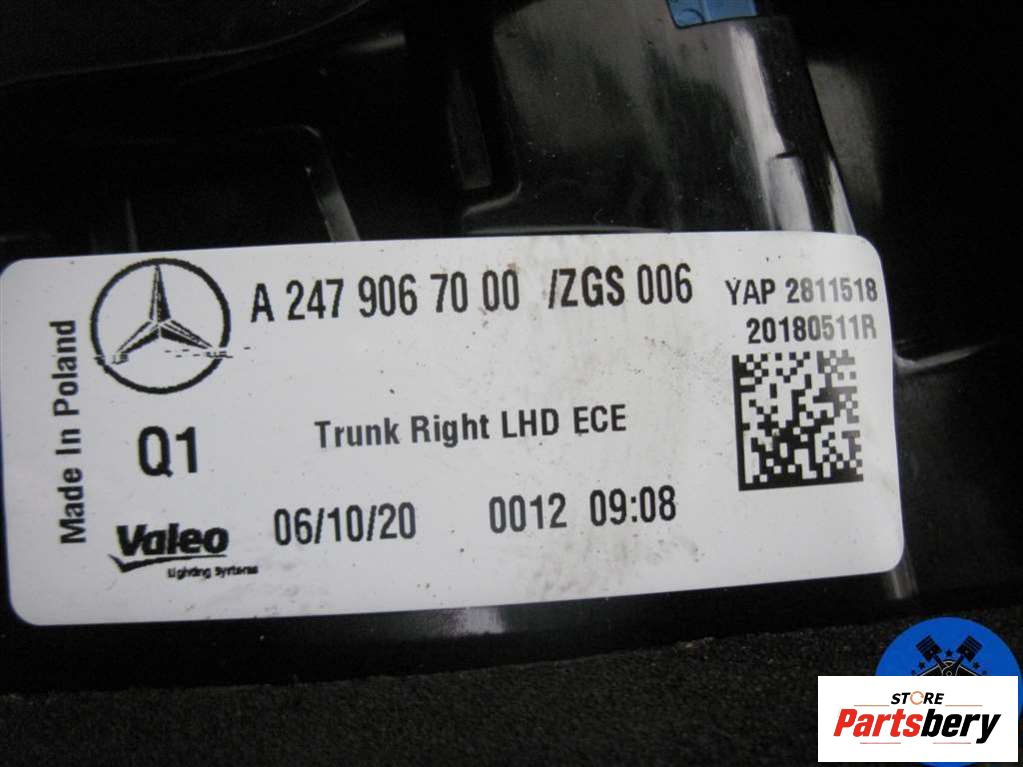 Made In Poland
A 247 906 70 00 /ZGS 006
YAP 2811518
20180511R
Q1
Trunk Right LHD ECE
Valeo
Lighting Systems
06/10/20 0012 09:08
STORE
Partsbery